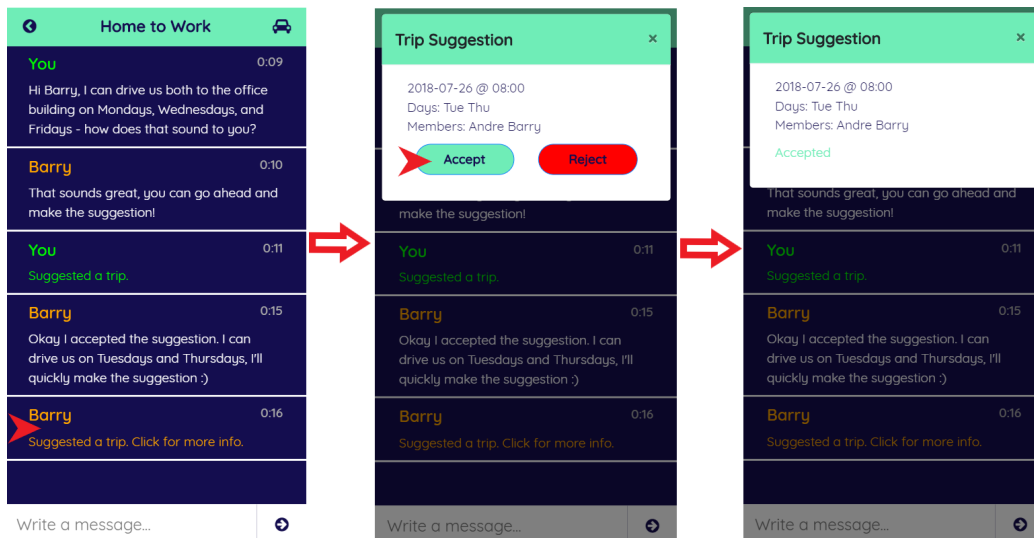 Home to Work
You 0:09
Hi Barry, I can drive us both to the office
building on Mondays, Wednesdays, and
Fridays - how does that sound to you?
Barry 0:10
That sounds great, you can go ahead and
make the suggestion!
You 0:11
Suggested a trip.
Barry 0:15
Okay I accepted the suggestion. I can
drive us on Tuesdays and Thursdays, I'll
quickly make the suggestion :)
Barry 0:16
Suggested a trip. Click for more info.
Write a message...
Trip Suggestion ×
2018-07-26 @ 08:00
Days: Tue Thu
Members: Andre Barry
Accept Reject
make the suggestion!
You 0:11
Suggested a trip.
Barry 0:15
Okay I accepted the suggestion. I can
drive us on Tuesdays and Thursdays, I'll
quickly make the suggestion :)
Barry 0:16
Suggested a trip. Click for more info.
Write a message...
Trip Suggestion ×
2018-07-26 @ 08:00
Days: Tue Thu
Members: Andre Barry
Accepted
That sounds great, you can go ahead and
make the suggestion!
You 0:11
Suggested a trip.
Barry 0:15
Okay I accepted the suggestion. I can
drive us on Tuesdays and Thursdays, I'll
quickly make the suggestion :)
Barry 0:16
Suggested a trip. Click for more info.
Write a message...